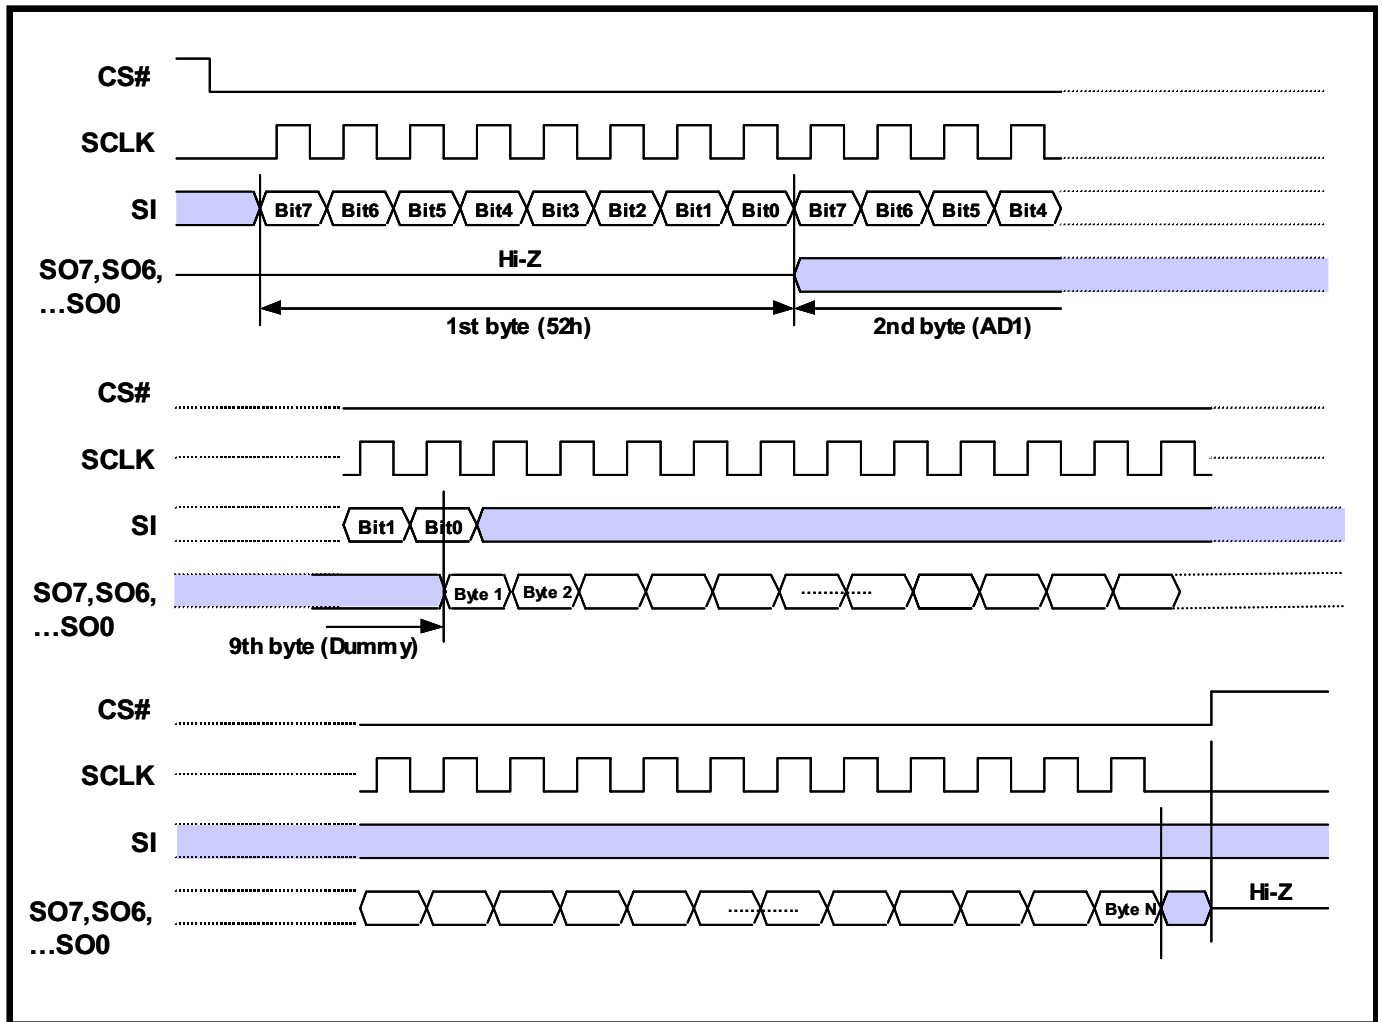 CS#
SCLK
SI
Bit7 Bit6 Bit5 Bit4 Bit3 Bit2 Bit1 Bit0 Bit7 Bit6 Bit5 Bit4
Hi-Z
SO7,SO6,
...SO0
1st byte (52h)
2nd byte (AD1)
CS#
SCLK
SI
Bit1 Bit0
SO7,SO6,
...SO0
Byte 1 Byte 2
9th byte (Dummy)
CS#
SCLK
SI
SO7,SO6,
...SO0
Byte N
Hi-Z